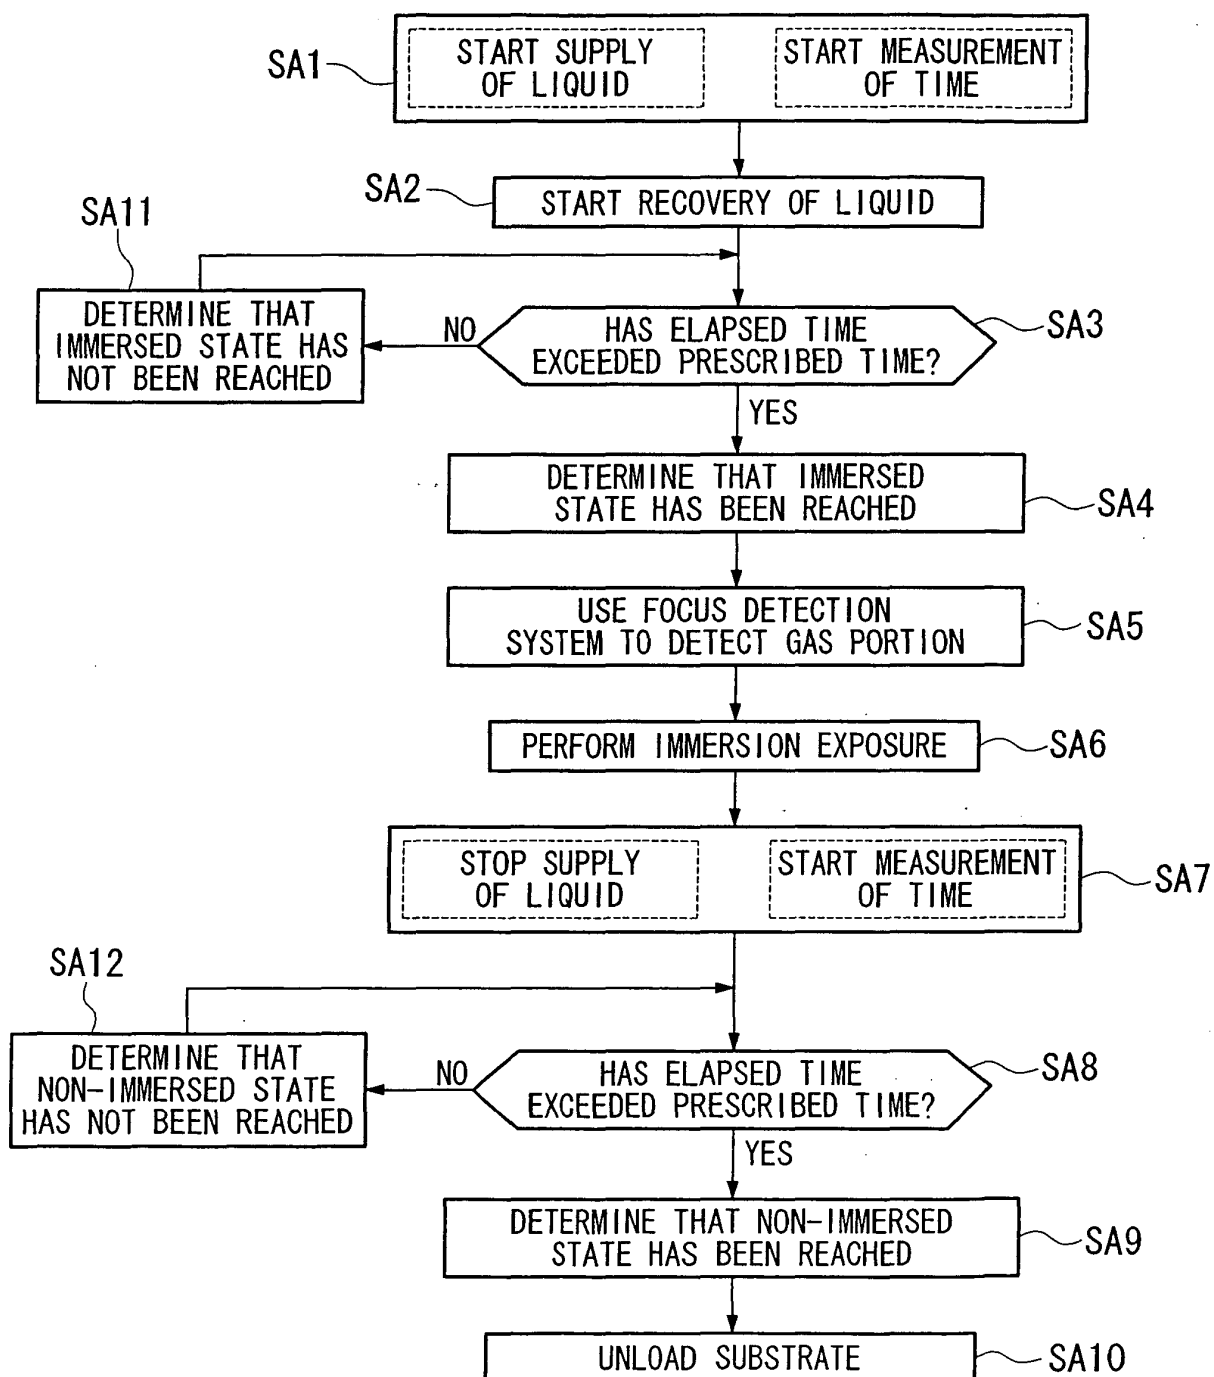 SA1
START SUPPLY
OF LIQUID
START MEASUREMENT
OF TIME
SA2
START RECOVERY OF LIQUID
SA11
DETERMINE THAT
IMMERSED STATE HAS
NOT BEEN REACHED
NO
HAS ELAPSED TIME
EXCEEDED PRESCRIBED TIME?
SA3
YES
DETERMINE THAT IMMERSED
STATE HAS BEEN REACHED
SA4
USE FOCUS DETECTION
SYSTEM TO DETECT GAS PORTION
SA5
PERFORM IMMERSION EXPOSURE
SA6
STOP SUPPLY
OF LIQUID
START MEASUREMENT
OF TIME
SA7
SA12
DETERMINE THAT
NON-IMMERSED STATE
HAS NOT BEEN REACHED
NO
HAS ELAPSED TIME
EXCEEDED PRESCRIBED TIME?
SA8
YES
DETERMINE THAT NON-IMMERSED
STATE HAS BEEN REACHED
SA9
UNLOAD SUBSTRATE
SA10